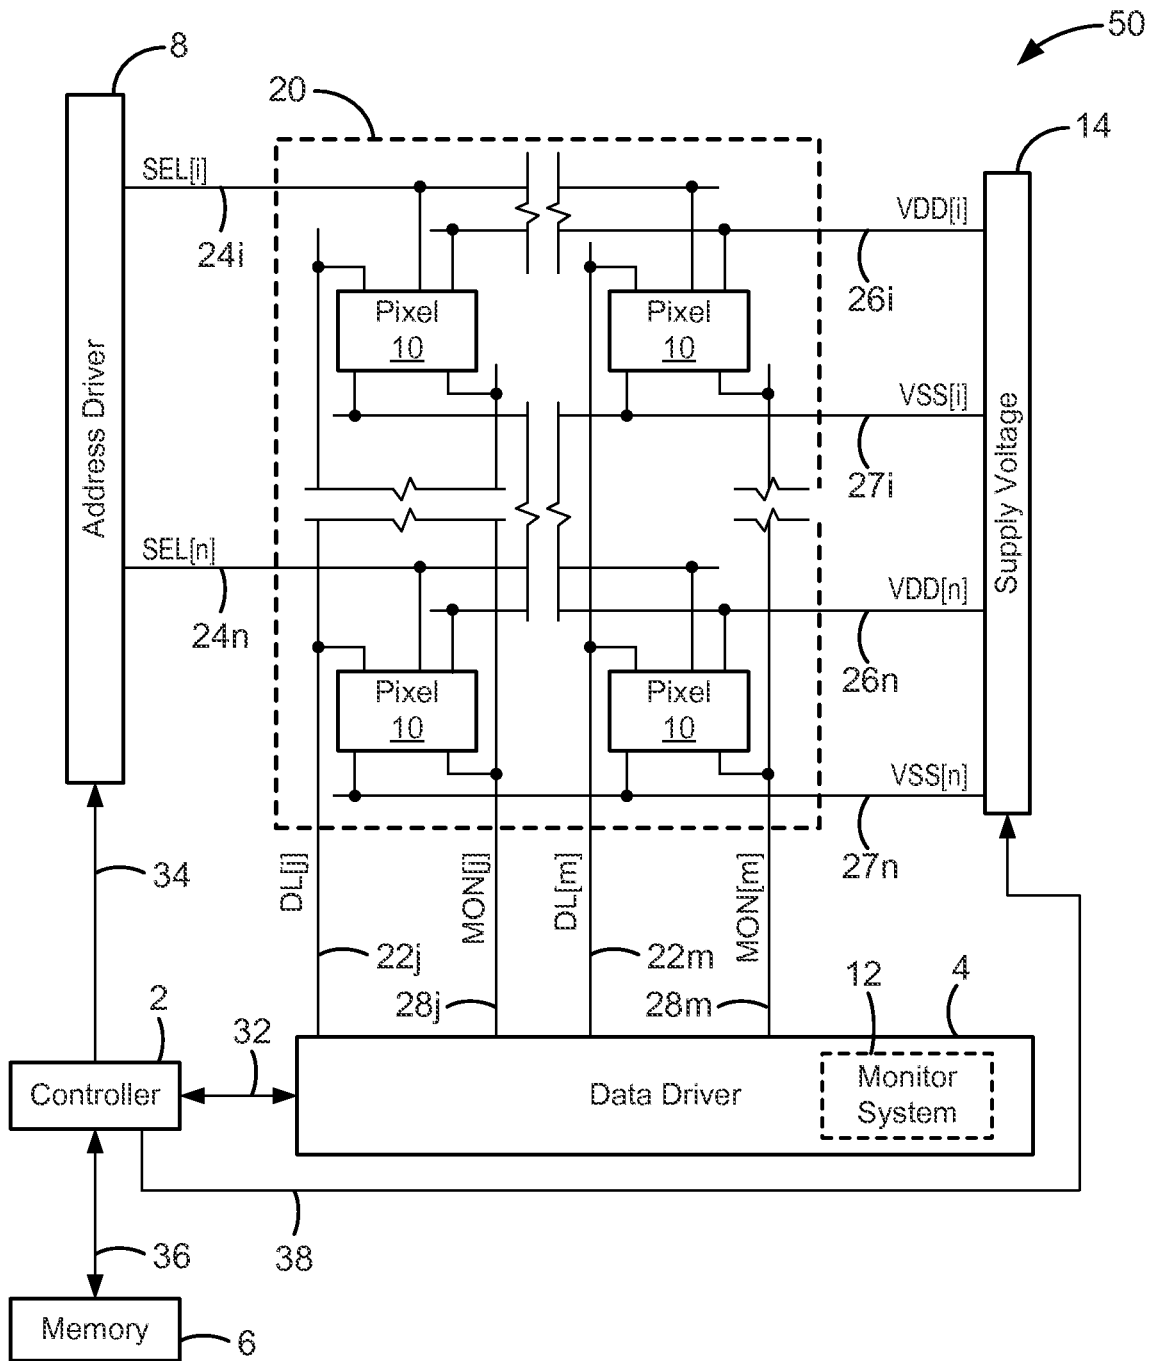 50
8
20
14
SEL[i]
VDD[i]
24i
26i
Pixel
10
Pixel
10
Address Driver
Supply Voltage
VSS[i]
27i
SEL[n]
VDD[n]
24n
26n
Pixel
10
Pixel
10
VSS[n]
27n
34
DL[j]
MON[j]
DL[m]
MON[m]
22j
22m
2
28j
28m
12
4
32
Controller
Data Driver
Monitor
System
36
38
Memory
6